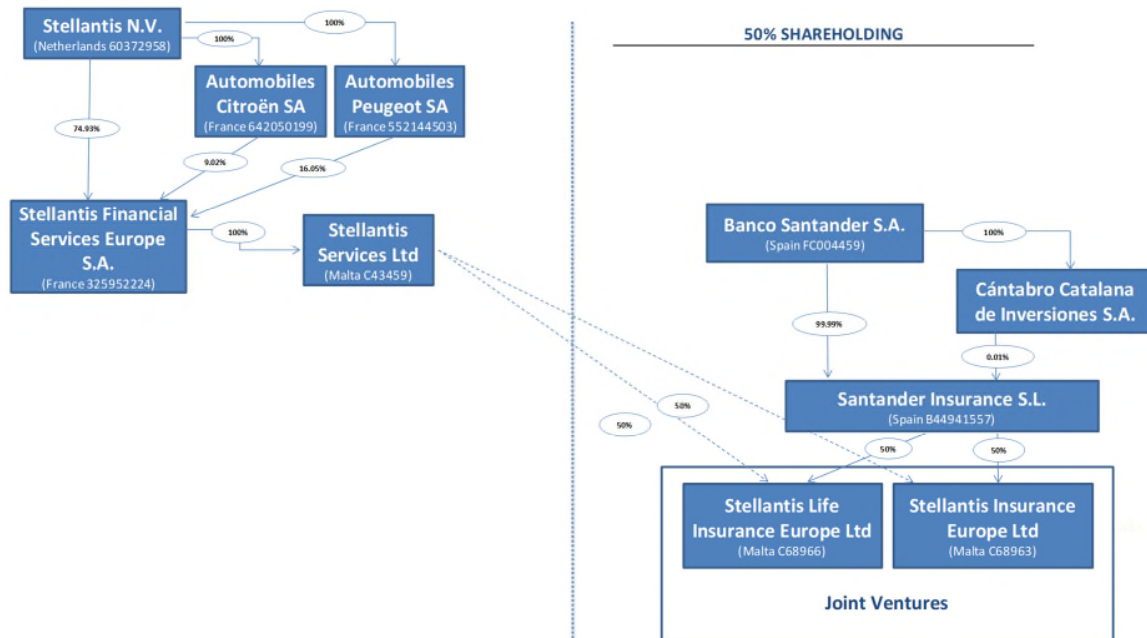 Stellantis N.V.
(Netherlands 60372958)
100%
100%
50% SHAREHOLDING
Automobiles
Citroën SA
(France 642050199)
Automobiles
Peugeot SA
(France 552144503)
74.93%
9.02%
16.05%
Stellantis Financial
Services Europe
S.A.
(France 325952224)
100%
Stellantis
Services Ltd
(Malta C43459)
Banco Santander S.A.
(Spain FC004459)
100%
Cántabro Catalana
de Inversiones S.A.
99.99%
0.01%
Santander Insurance S.L.
(Spain B44941557)
50%
50%
50%
50%
Stellantis Life
Insurance Europe Ltd
(Malta C68966)
Stellantis Insurance
Europe Ltd
(Malta C68963)
Joint Ventures